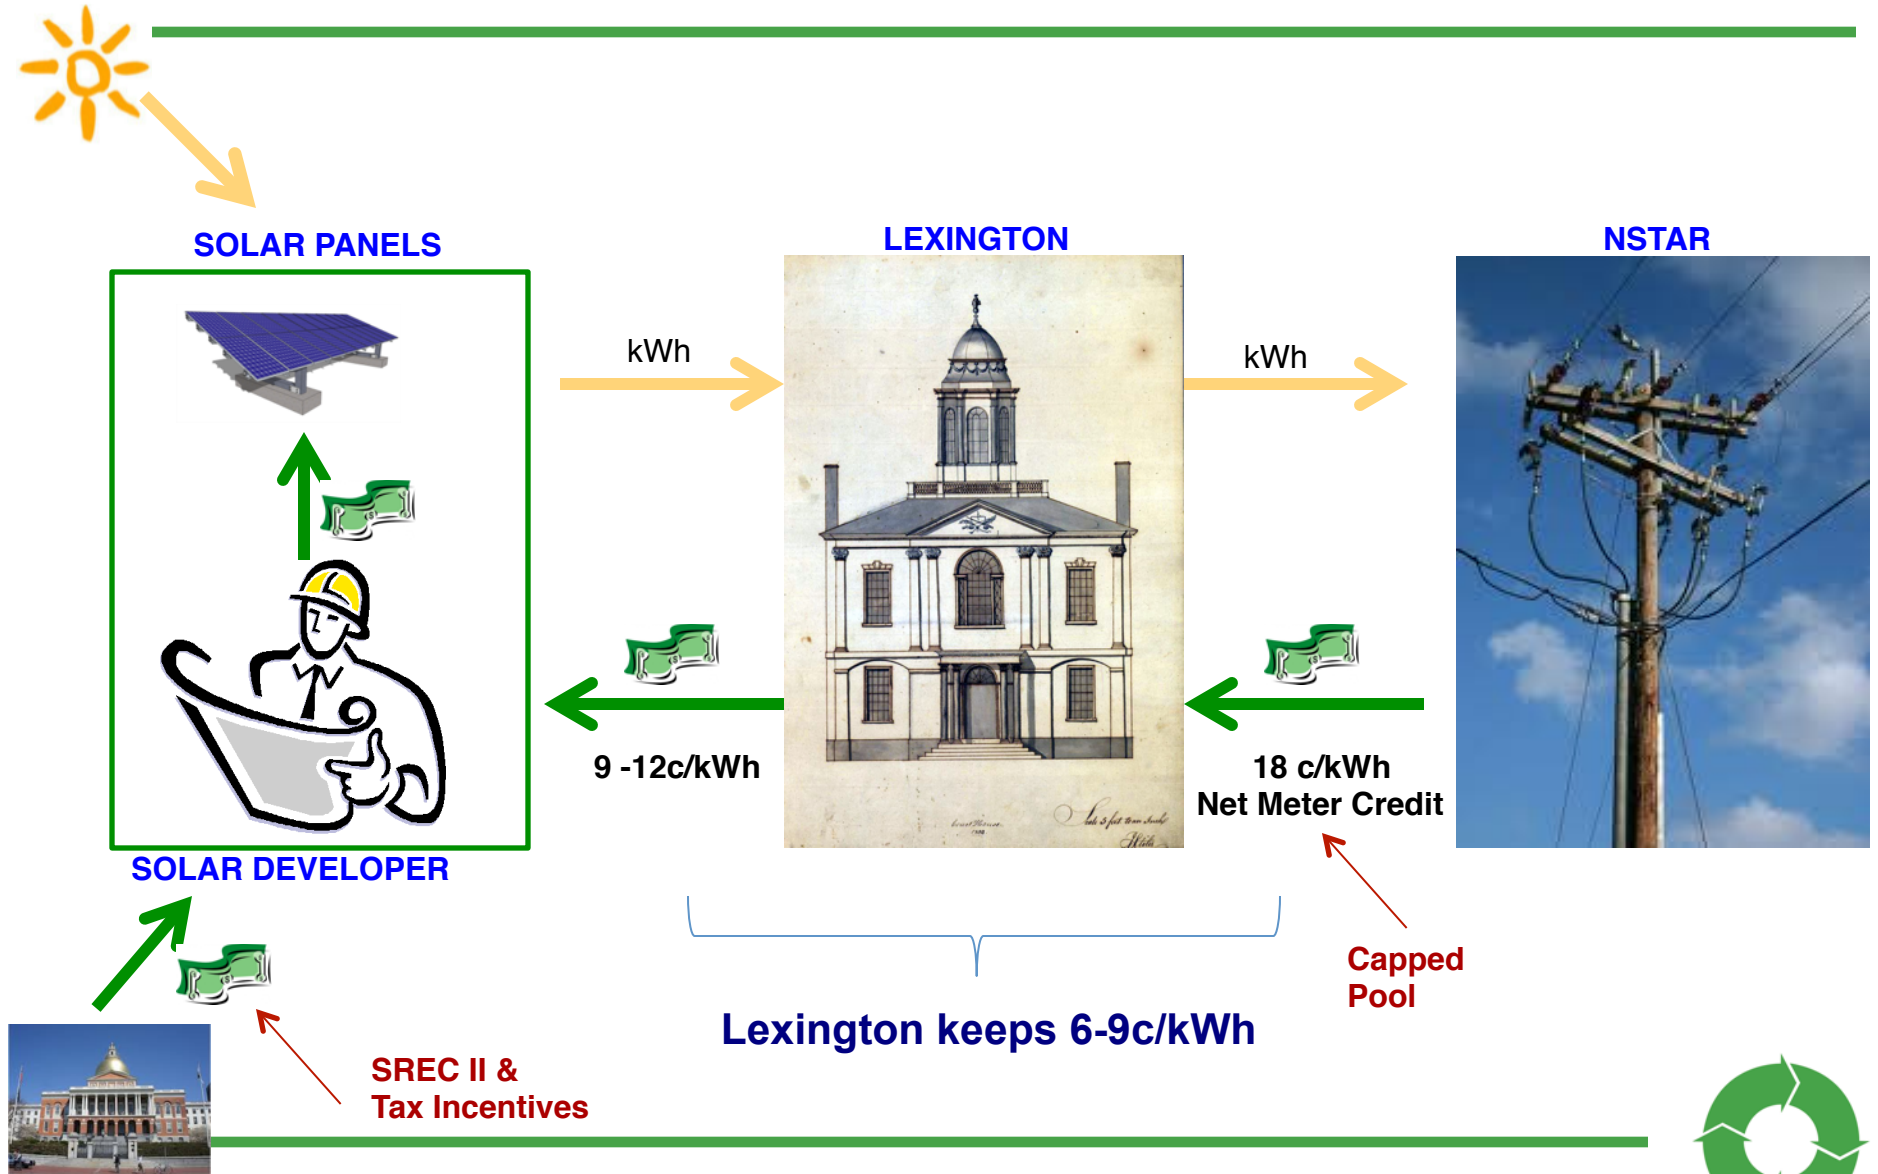 SOLAR PANELS
LEXINGTON
NSTAR
kWh
kWh
9 -12c/kWh
18 c/kWh
Net Meter Credit
SOLAR DEVELOPER
Capped
Pool
Lexington keeps 6-9c/kWh
SREC II &
Tax Incentives